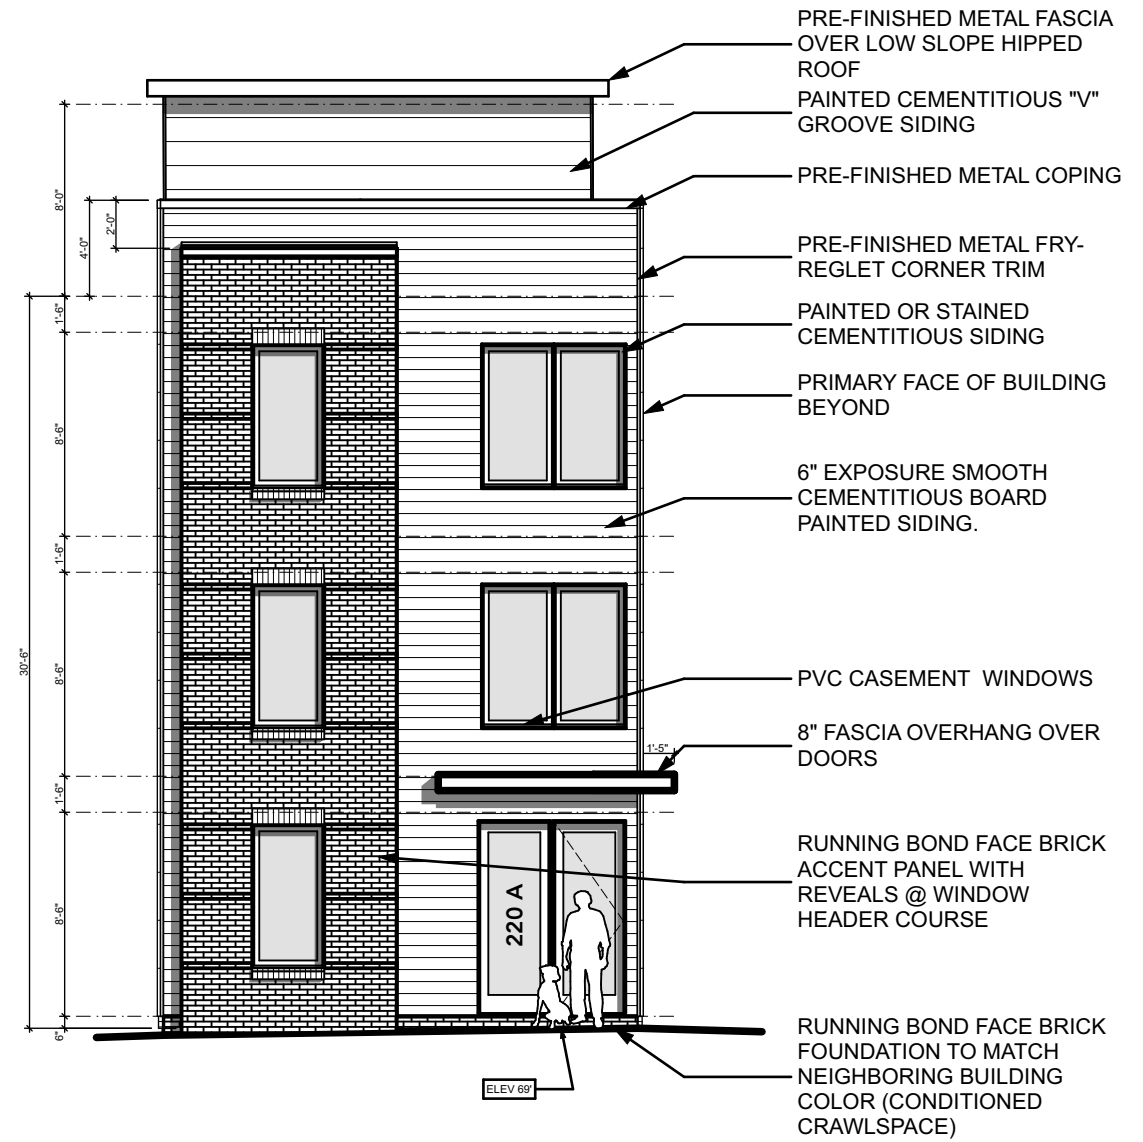 PRE-FINISHED METAL FASCIA
OVER LOW SLOPE HIPPED
ROOF
PAINTED CEMENTITIOUS "V"
GROOVE SIDING
PRE-FINISHED METAL COPING
PRE-FINISHED METAL FRY-
REGLET CORNER TRIM
PAINTED OR STAINED
CEMENTITIOUS SIDING
PRIMARY FACE OF BUILDING
BEYOND
6" EXPOSURE SMOOTH
CEMENTITIOUS BOARD
PAINTED SIDING.
PVC CASEMENT WINDOWS
8" FASCIA OVERHANG OVER
DOORS
RUNNING BOND FACE BRICK
ACCENT PANEL WITH
REVEALS @ WINDOW
HEADER COURSE
RUNNING BOND FACE BRICK
FOUNDATION TO MATCH
NEIGHBORING BUILDING
COLOR (CONDITIONED
CRAWLSPACE)
8'-0"
4'-0"
2'-0"
1'-6"
8'-6"
1'-6"
8'-6"
1'-6"
8'-6"
6"
30'-6"
1'-5"
220 A
ELEV 69'